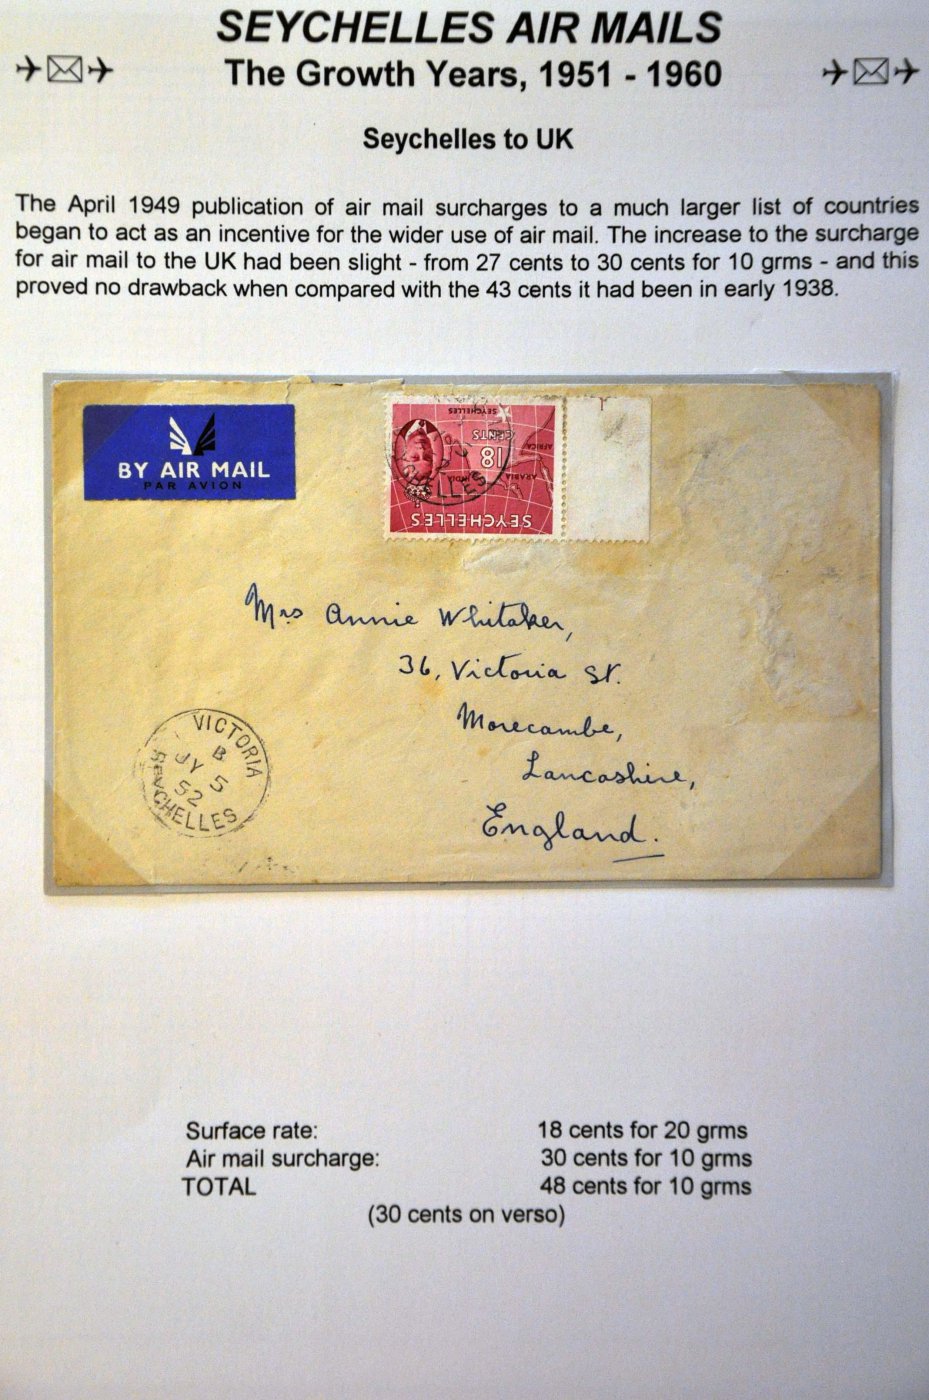 SEYCHELLES AIR MAILS
The Growth Years, 1951 - 1960
Seychelles to UK
The April 1949 publication of air mail surcharges to a much larger list of countries
began to act as an incentive for the wider use of air mail. The increase to the surcharge
for air mail to the UK had been slight - from 27 cents to 30 cents for 10 grms - and this
proved no drawback when compared with the 43 cents it had been in early 1938.
BY AIR MAIL
PAR AVION
SEYCHELLES
18
CENTS
AFRICA
ARABIA
INDIA
SEYCHELLES
SEYCHELLES
Mrs Annie Whitaker,
36, Victoria St.
Morecambe,
Lancashire,
England.
VICTORIA
B
JY 5
52
SEYCHELLES
Surface rate: 18 cents for 20 grms
Air mail surcharge: 30 cents for 10 grms
TOTAL 48 cents for 10 grms
(30 cents on verso)